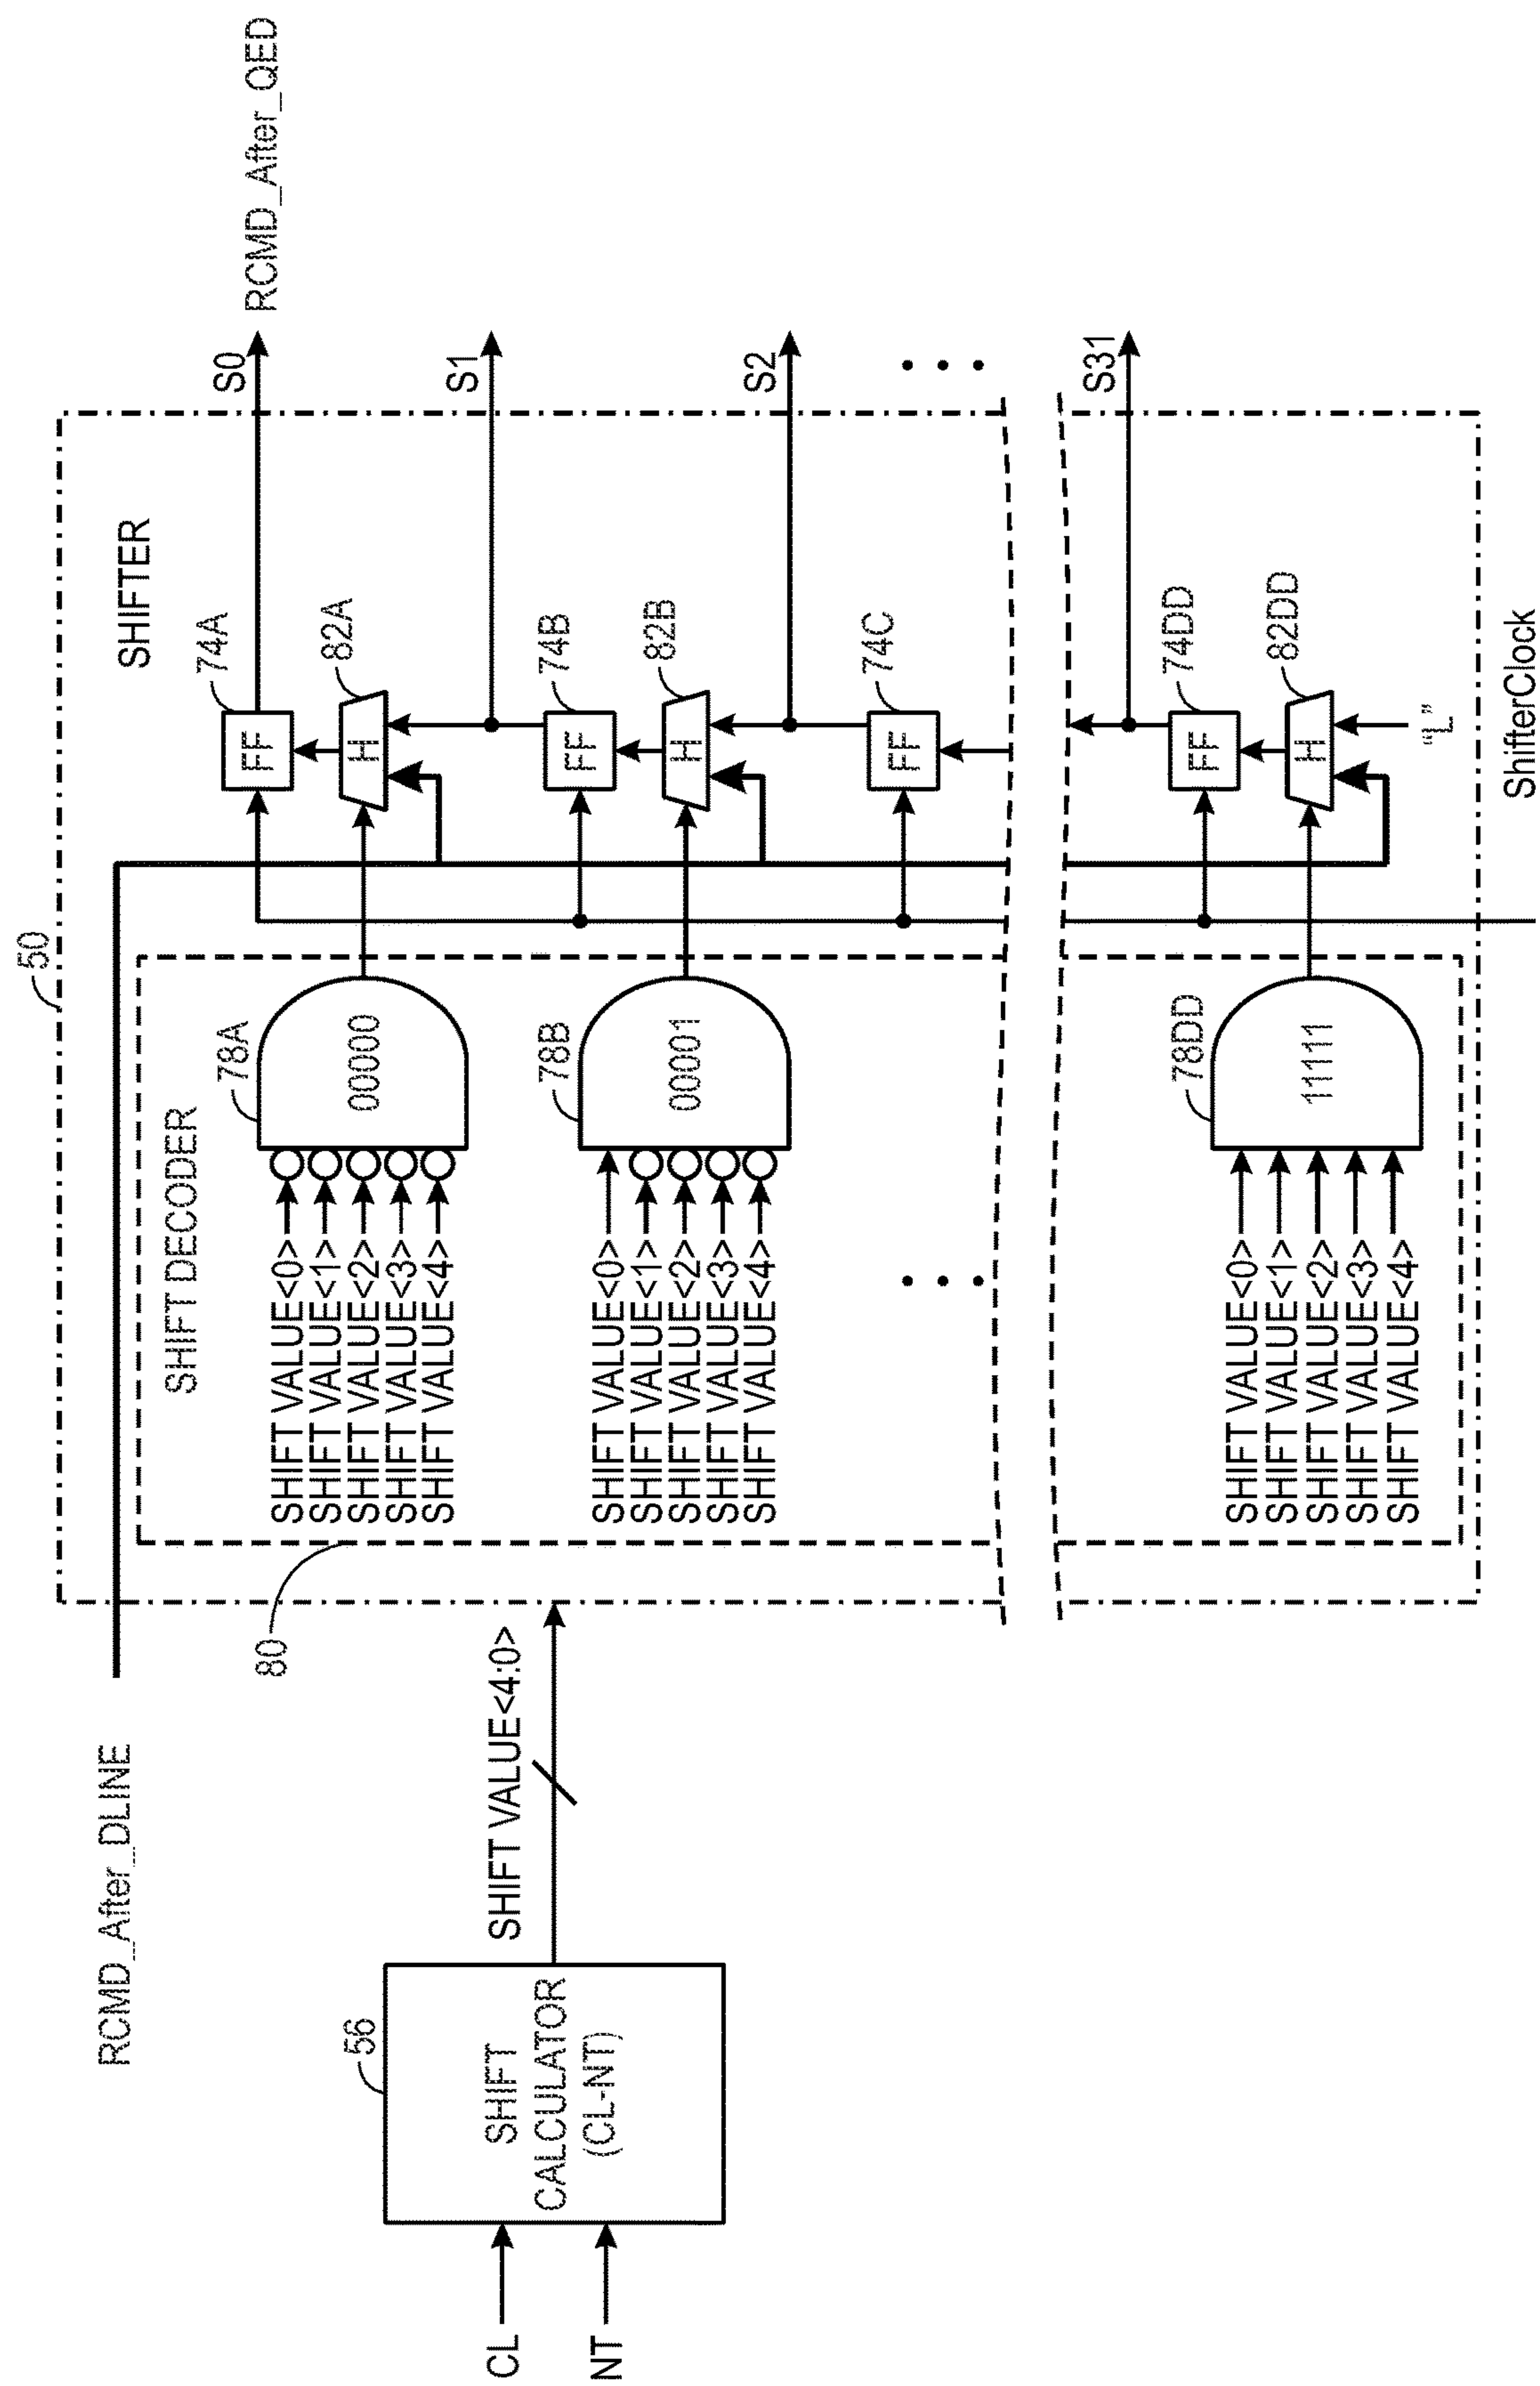 RCMD_After_DLINE
50
SHIFTER
CL
NT
56
SHIFT
CALCULATOR
(CL-NT)
SHIFT VALUE<4:0>
80
SHIFT DECODER
SHIFT VALUE<0>
SHIFT VALUE<1>
SHIFT VALUE<2>
SHIFT VALUE<3>
SHIFT VALUE<4>
78A
00000
74A
FF
82A
H
S0
RCMD_After_QED
S1
SHIFT VALUE<0>
SHIFT VALUE<1>
SHIFT VALUE<2>
SHIFT VALUE<3>
SHIFT VALUE<4>
78B
00001
74B
FF
82B
H
S2
74C
FF
S31
SHIFT VALUE<0>
SHIFT VALUE<1>
SHIFT VALUE<2>
SHIFT VALUE<3>
SHIFT VALUE<4>
78DD
11111
74DD
FF
82DD
H
"L"
ShifterClock